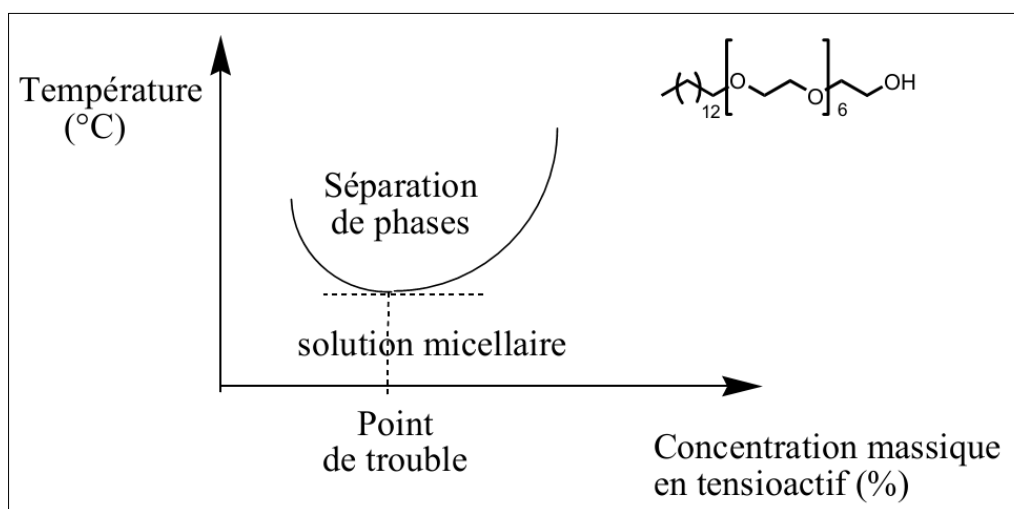 Température
(°C)
O
O
12
6
OH
Séparation
de phases
solution micellaire
Point
de trouble
Concentration massique
en tensioactif (%)